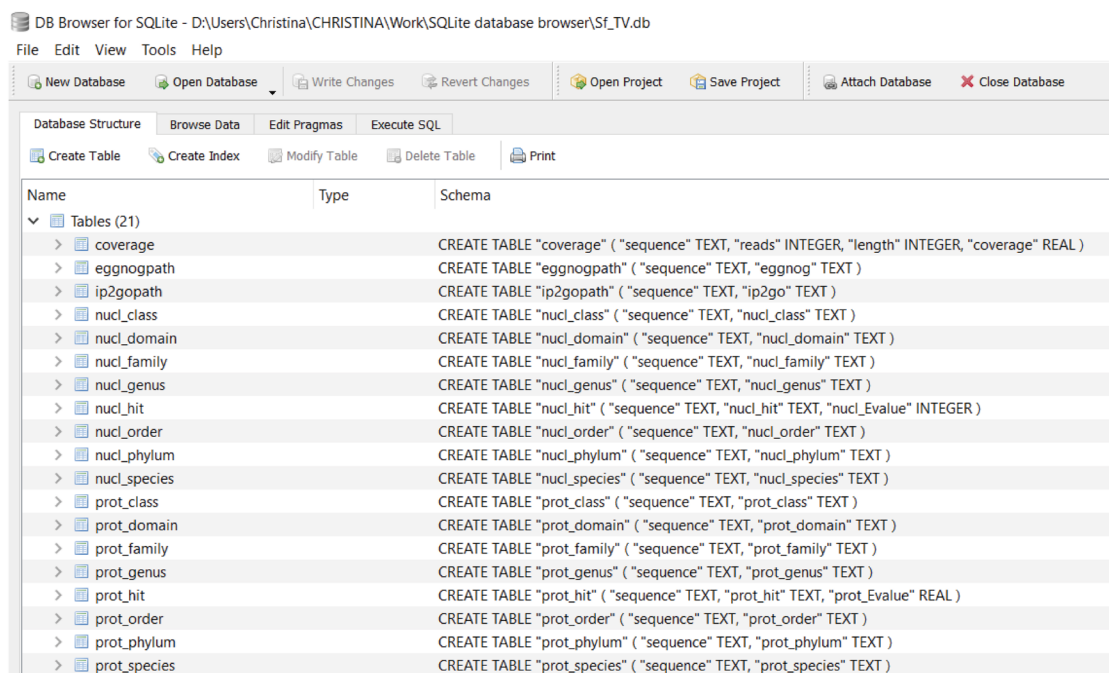 DB Browser for SQLite - D:\Users\Christina\CHRISTINA\Work\SQLite database browser\Sf_TV.db
File Edit View Tools Help
New Database Open Database Write Changes Revert Changes Open Project Save Project Attach Database Close Database
Database Structure Browse Data Edit Pragmas Execute SQL
Create Table Create Index Modify Table Delete Table Print
Name Type Schema
Tables (21)
coverage CREATE TABLE "coverage" ( "sequence" TEXT, "reads" INTEGER, "length" INTEGER, "coverage" REAL )
eggnogpath CREATE TABLE "eggnogpath" ( "sequence" TEXT, "eggnog" TEXT )
ip2gopath CREATE TABLE "ip2gopath" ( "sequence" TEXT, "ip2go" TEXT )
nucl_class CREATE TABLE "nucl_class" ( "sequence" TEXT, "nucl_class" TEXT )
nucl_domain CREATE TABLE "nucl_domain" ( "sequence" TEXT, "nucl_domain" TEXT )
nucl_family CREATE TABLE "nucl_family" ( "sequence" TEXT, "nucl_family" TEXT )
nucl_genus CREATE TABLE "nucl_genus" ( "sequence" TEXT, "nucl_genus" TEXT )
nucl_hit CREATE TABLE "nucl_hit" ( "sequence" TEXT, "nucl_hit" TEXT, "nucl_Evalue" INTEGER )
nucl_order CREATE TABLE "nucl_order" ( "sequence" TEXT, "nucl_order" TEXT )
nucl_phylum CREATE TABLE "nucl_phylum" ( "sequence" TEXT, "nucl_phylum" TEXT )
nucl_species CREATE TABLE "nucl_species" ( "sequence" TEXT, "nucl_species" TEXT )
prot_class CREATE TABLE "prot_class" ( "sequence" TEXT, "prot_class" TEXT )
prot_domain CREATE TABLE "prot_domain" ( "sequence" TEXT, "prot_domain" TEXT )
prot_family CREATE TABLE "prot_family" ( "sequence" TEXT, "prot_family" TEXT )
prot_genus CREATE TABLE "prot_genus" ( "sequence" TEXT, "prot_genus" TEXT )
prot_hit CREATE TABLE "prot_hit" ( "sequence" TEXT, "prot_hit" TEXT, "prot_Evalue" REAL )
prot_order CREATE TABLE "prot_order" ( "sequence" TEXT, "prot_order" TEXT )
prot_phylum CREATE TABLE "prot_phylum" ( "sequence" TEXT, "prot_phylum" TEXT )
prot_species CREATE TABLE "prot_species" ( "sequence" TEXT, "prot_species" TEXT )